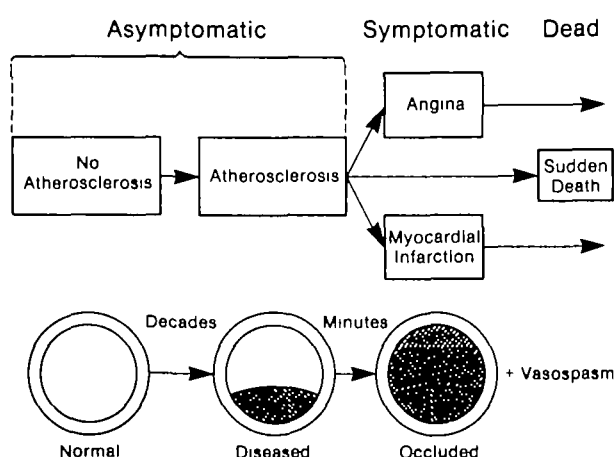 Asymptomatic Symptomatic Dead
Angina
No
Atherosclerosis
Atherosclerosis
Sudden
Death
Myocardial
Infarction
Decades Minutes
+ Vasospasm
Normal Diseased Occluded